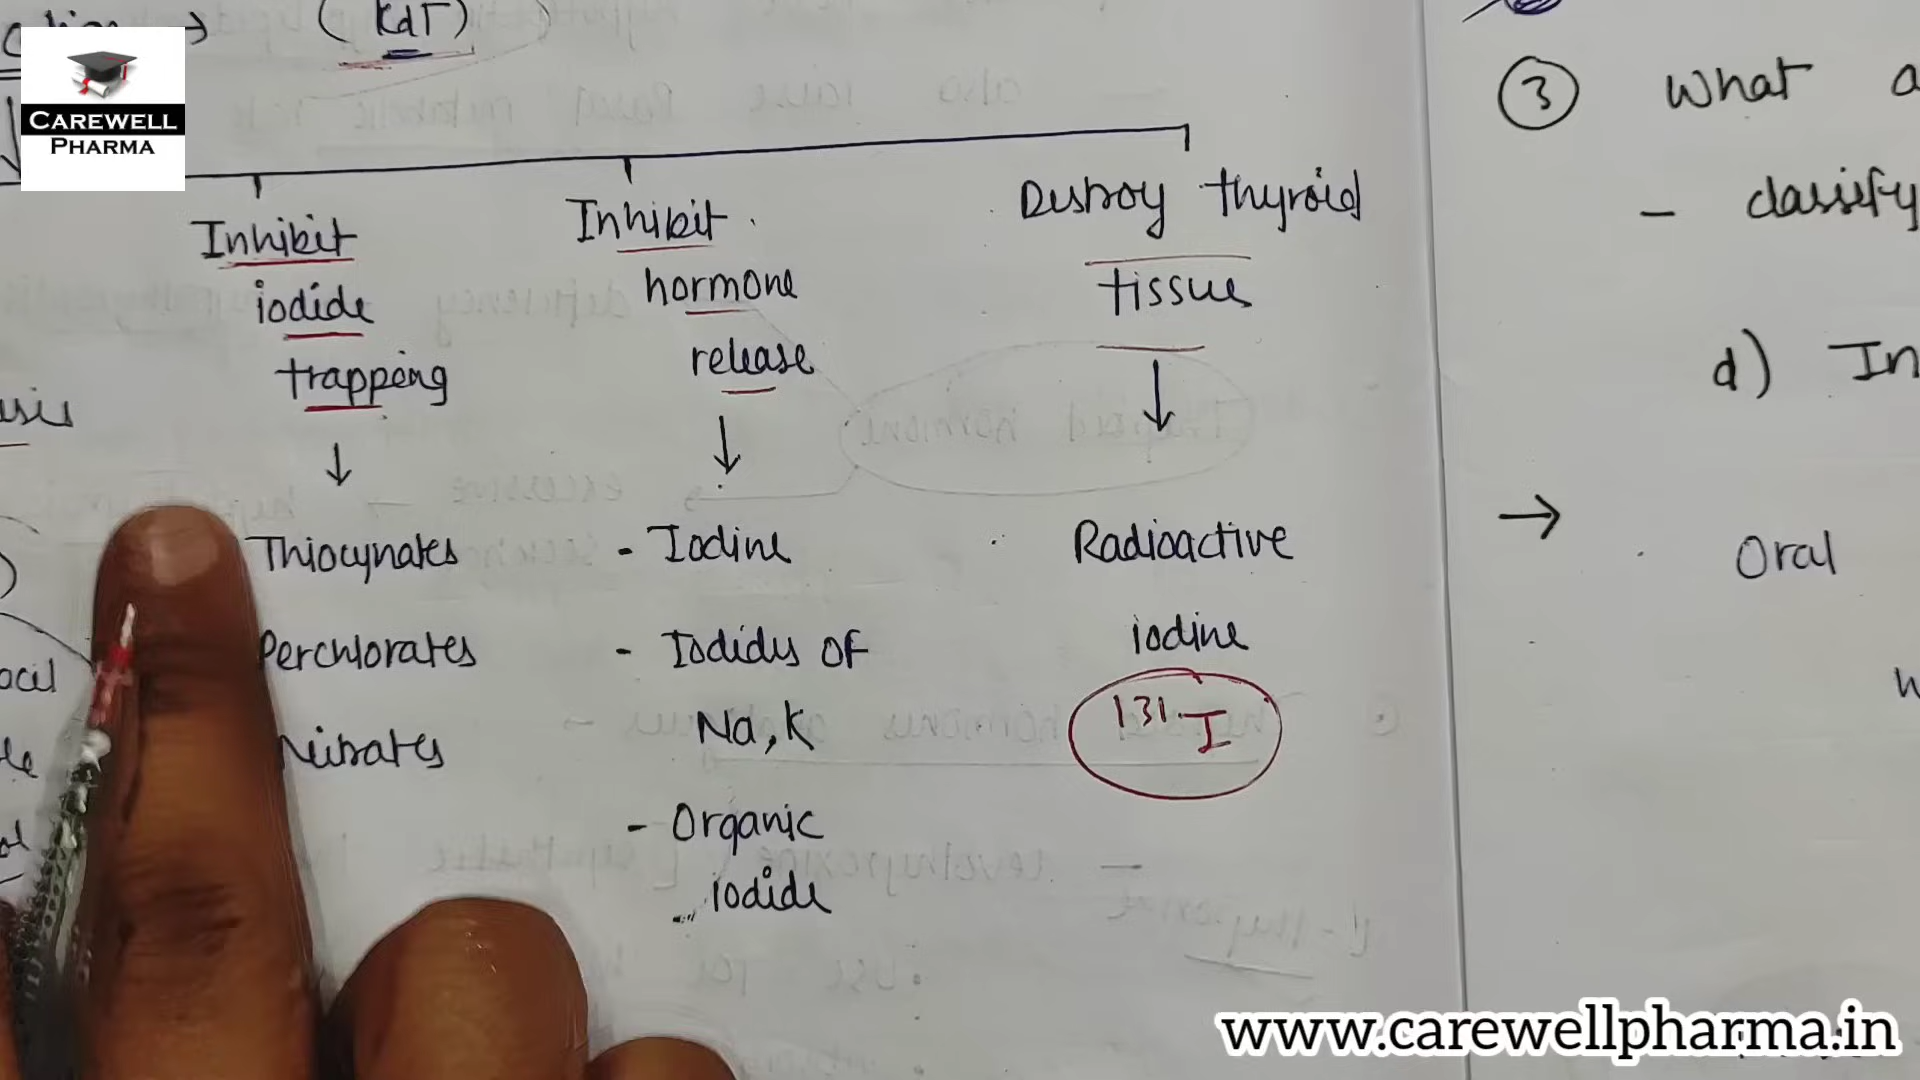 (KdT)
CAREWELL
PHARMA
Inhibit
iodide
trapping
Thiocynates
Perchlorates
Nitrates
Inhibit
hormone
release
- Iodine
- Iodides of
Na, K
- Organic
iodide
Destroy thyroid
tissue
Radioactive
iodine
131 I
3 What a
- classify
d) In
→ Oral
www.carewellpharma.in